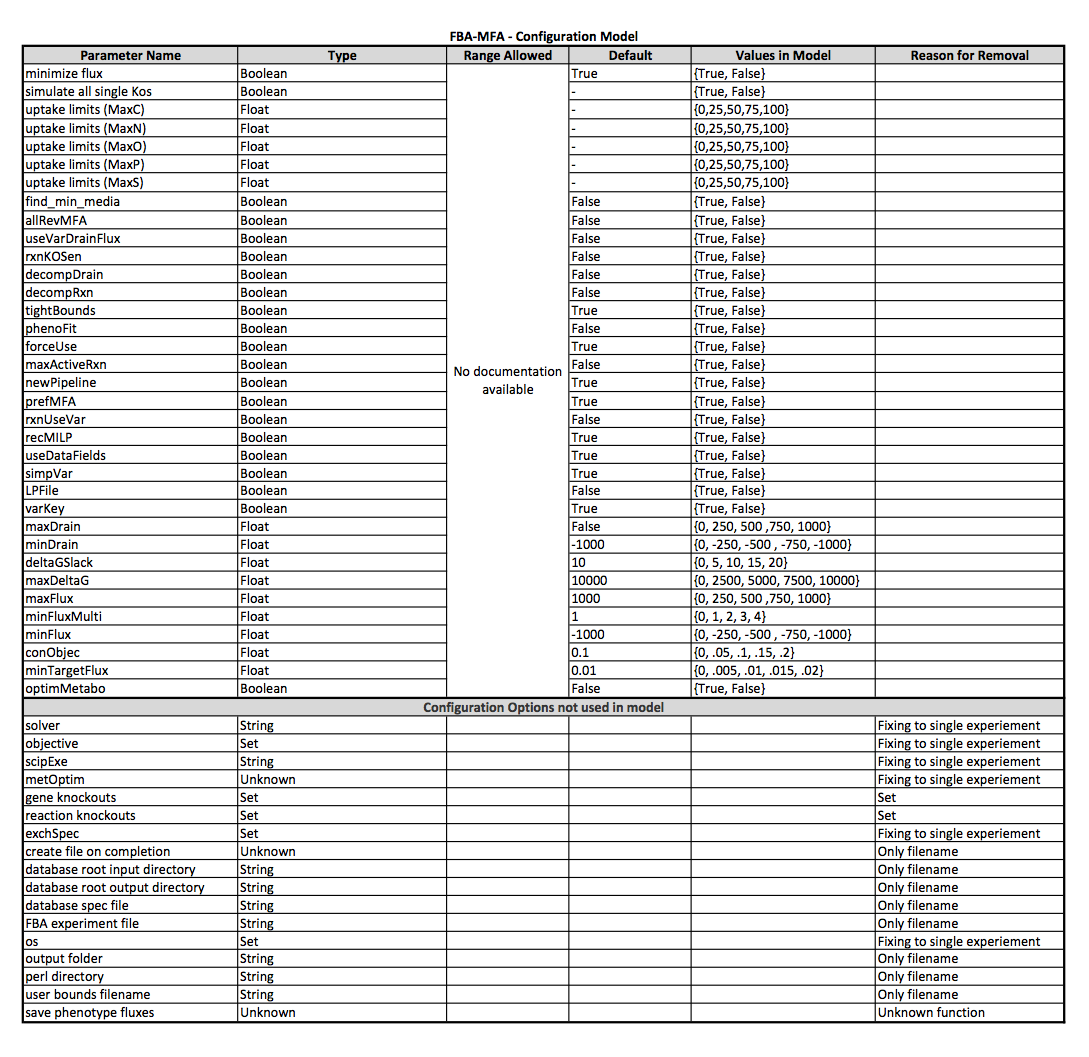 FBA-MFA - Configuration Model
Parameter Name Type Range Allowed Default Values in Model Reason for Removal
minimize flux Boolean True {True, False}
simulate all single Kos Boolean - {True, False}
uptake limits (MaxC) Float - {0,25,50,75,100}
uptake limits (MaxN) Float - {0,25,50,75,100}
uptake limits (MaxO) Float - {0,25,50,75,100}
uptake limits (MaxP) Float - {0,25,50,75,100}
uptake limits (MaxS) Float - {0,25,50,75,100}
find_min_media Boolean False {True, False}
allRevMFA Boolean False {True, False}
useVarDrainFlux Boolean False {True, False}
rxnKOSen Boolean False {True, False}
decompDrain Boolean False {True, False}
decompRxn Boolean False {True, False}
tightBounds Boolean True {True, False}
phenoFit Boolean False {True, False}
forceUse Boolean True {True, False}
maxActiveRxn Boolean False {True, False}
No documentation
available
newPipeline Boolean True {True, False}
prefMFA Boolean True {True, False}
rxnUseVar Boolean False {True, False}
recMILP Boolean True {True, False}
useDataFields Boolean True {True, False}
simpVar Boolean True {True, False}
LPFile Boolean False {True, False}
varKey Boolean True {True, False}
maxDrain Float False {0, 250, 500 ,750, 1000}
minDrain Float -1000 {0, -250, -500 , -750, -1000}
deltaGSlack Float 10 {0, 5, 10, 15, 20}
maxDeltaG Float 10000 {0, 2500, 5000, 7500, 10000}
maxFlux Float 1000 {0, 250, 500 ,750, 1000}
minFluxMulti Float 1 {0, 1, 2, 3, 4}
minFlux Float -1000 {0, -250, -500 , -750, -1000}
conObjec Float 0.1 {0, .05, .1, .15, .2}
minTargetFlux Float 0.01 {0, .005, .01, .015, .02}
optimMetabo Boolean False {True, False}
Configuration Options not used in model
solver String Fixing to single experiement
objective Set Fixing to single experiement
scipExe String Fixing to single experiement
metOptim Unknown Fixing to single experiement
gene knockouts Set Set
reaction knockouts Set Set
exchSpec Set Fixing to single experiement
create file on completion Unknown Only filename
database root input directory String Only filename
database root output directory String Only filename
database spec file String Only filename
FBA experiment file String Only filename
os Set Fixing to single experiement
output folder String Only filename
perl directory String Only filename
user bounds filename String Only filename
save phenotype fluxes Unknown Unknown function